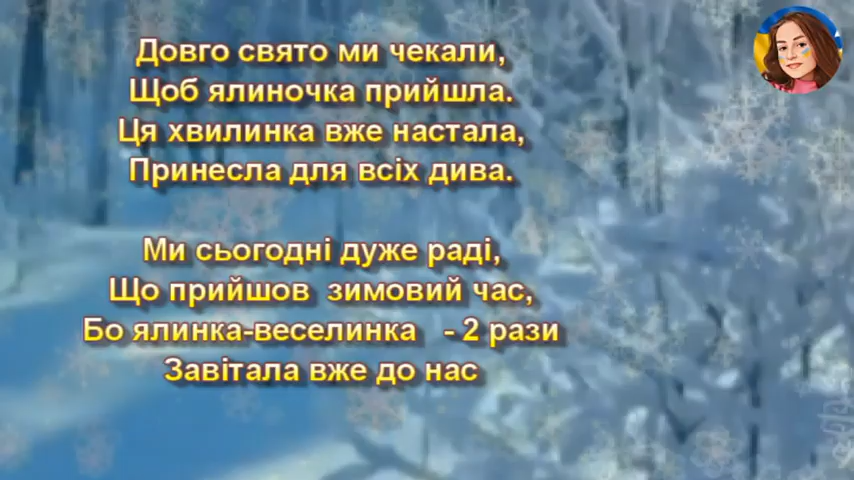 Довго свято ми чекали,
Щоб ялиночка прийшла.
Ця хвилинка вже настала,
Принесла для всіх дива.
Ми сьогодні дуже раді,
Що прийшов зимовий час,
Бо ялинка-веселинка - 2 рази
Завітала вже до нас